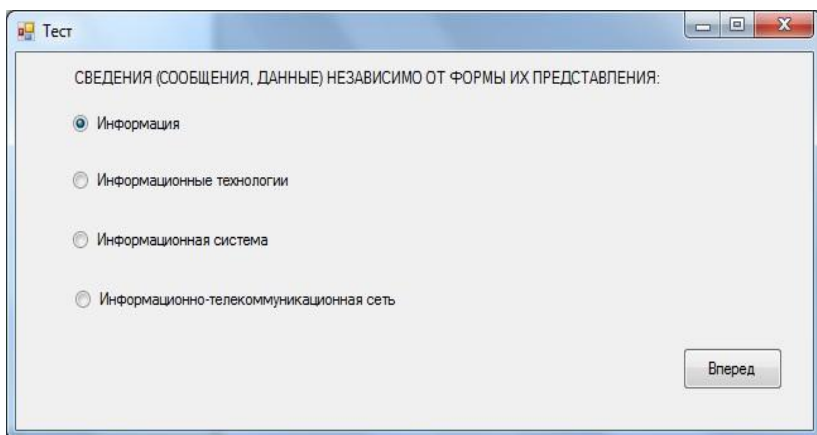 Тест
СВЕДЕНИЯ (СООБЩЕНИЯ, ДАННЫЕ) НЕЗАВИСИМО ОТ ФОРМЫ ИХ ПРЕДСТАВЛЕНИЯ:
Информация
Информационные технологии
Информационная система
Информационно-телекоммуникационная сеть
Вперед